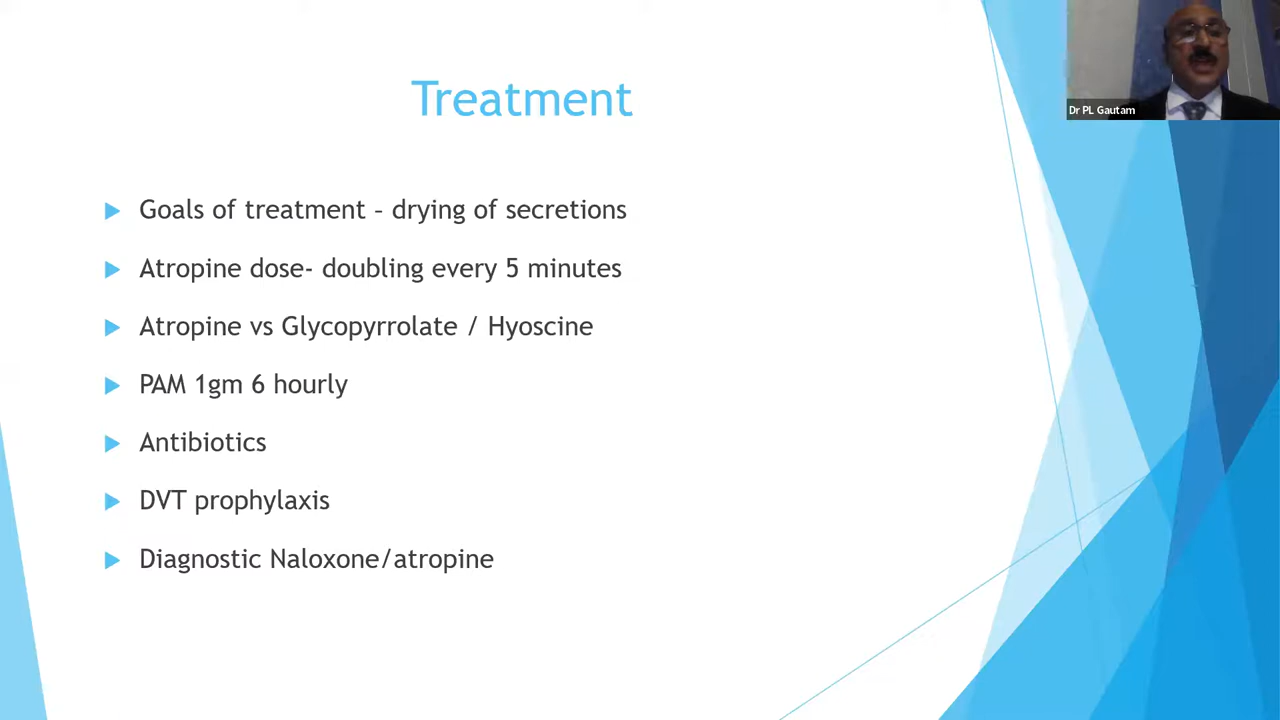 Treatment
Dr PL Gautam
Goals of treatment – drying of secretions
Atropine dose- doubling every 5 minutes
Atropine vs Glycopyrrolate / Hyoscine
PAM 1gm 6 hourly
Antibiotics
DVT prophylaxis
Diagnostic Naloxone/atropine